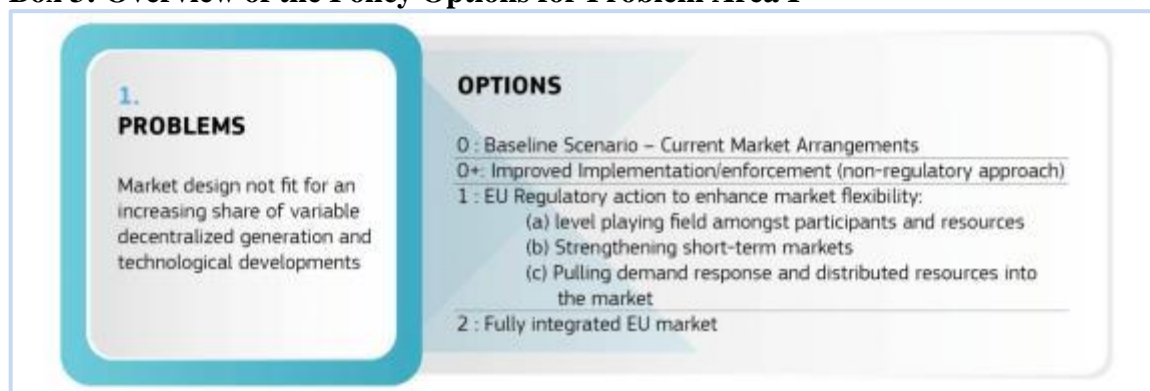 Box 3: Overview of the Policy Options for Problem Area I
1.
PROBLEMS
Market design not fit for an
increasing share of variable
decentralized generation and
technological developments
OPTIONS
0 : Baseline Scenario – Current Market Arrangements
0+: Improved Implementation/enforcement (non-regulatory approach)
1 : EU Regulatory action to enhance market flexibility:
(a) level playing field amongst participants and resources
(b) Strengthening short-term markets
(c) Pulling demand response and distributed resources into
the market
2 : Fully integrated EU market